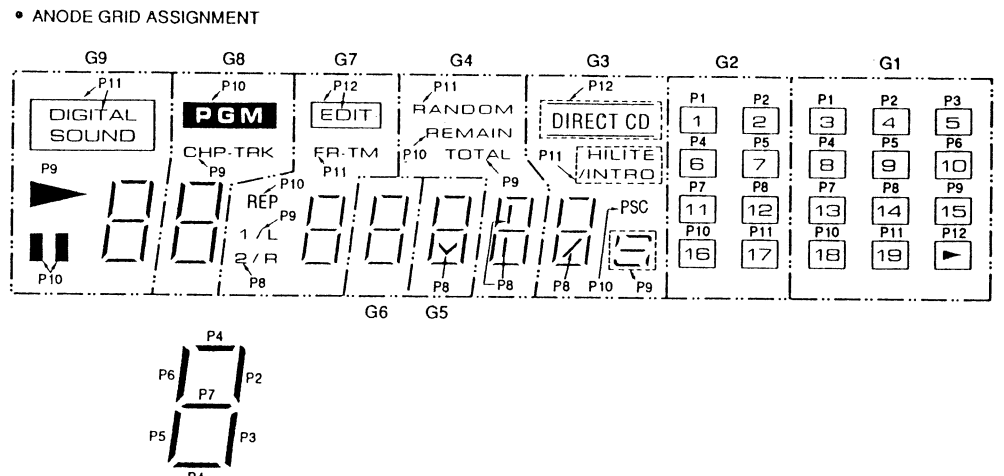 • ANODE GRID ASSIGNMENT
G9 G8 G7 G4 G3 G2 G1
P11 P10 P12 P11 P12
DIGITAL SOUND
PGM
EDIT
RANDOM
REMAIN
DIRECT CD
CHP-TRK
FR-TM
P10 TOTAL
P11 HILITE /INTRO
P9 P9 P11 P9
P10
REP
P9
1/L
2/R
P8
PSC
P10 P8 P8 P8 P10 P9
G6 G5
P1 P2 P1 P2 P3
1 2 3 4 5
P4 P5 P4 P5 P6
6 7 8 9 10
P7 P8 P7 P8 P9
11 12 13 14 15
P10 P11 P10 P11 P12
16 17 18 19
P4
P6 P2
P7
P5 P3